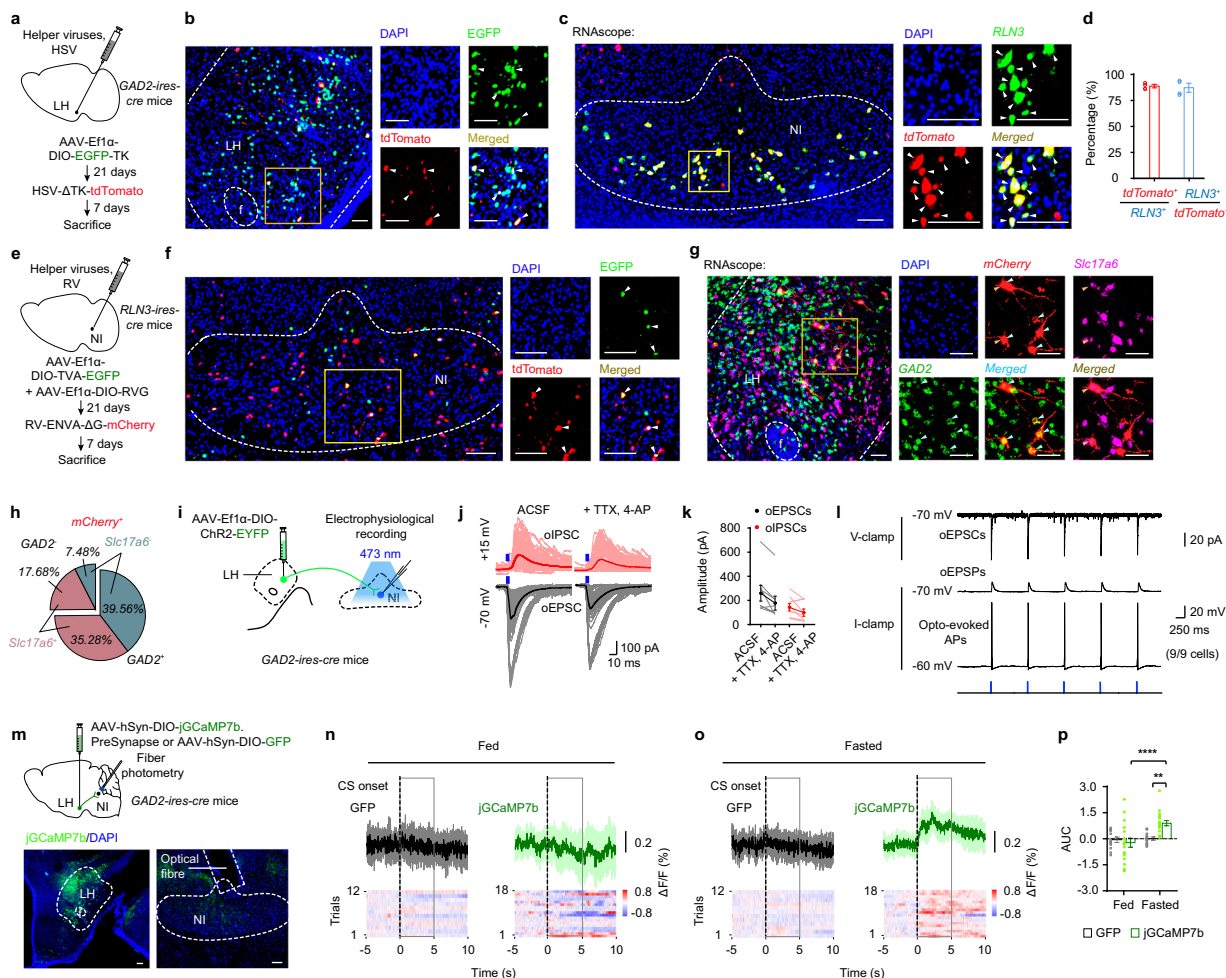 a
Helper viruses,
HSV
GAD2-ires-
cre mice
LH
AAV-Ef1α-
DIO-EGFP-TK
21 days
HSV-ΔTK-tdTomato
7 days
Sacrifice
b
DAPI
EGFP
LH
f
tdTomato
Merged
c
RNAscope:
NI
DAPI
RLN3
tdTomato
Merged
d
Percentage (%)
100
50
0
tdTomato⁺
RLN3⁺
RLN3⁺
tdTomato⁺
e
Helper viruses,
RV
RLN3-ires-
cre mice
NI
AAV-Ef1α-
DIO-TVA-EGFP
+ AAV-Ef1α-DIO-RVG
21 days
RV-ENVA-ΔG-mCherry
7 days
Sacrifice
f
NI
DAPI
EGFP
tdTomato
Merged
g
RNAscope:
LH
f
DAPI
mCherry
Slc17a6
GAD2
Merged
Merged
h
mCherry⁺
GAD2⁻
7.48%
Slc17a6⁻
17.68%
39.56%
35.28%
Slc17a6⁺
GAD2⁺
i
AAV-Ef1α-DIO-
ChR2-EYFP
Electrophysiological
recording
473 nm
LH
NI
GAD2-ires-cre mice
j
ACSF
+ TTX, 4-AP
+15 mV
oIPSC
-70 mV
oEPSC
100 pA
10 ms
k
oEPSCs
oIPSCs
Amplitude (pA)
800
600
400
200
0
ACSF
+ TTX, 4-AP
ACSF
+ TTX, 4-AP
l
V-clamp
-70 mV
oEPSCs
20 pA
oEPSPs
-70 mV
I-clamp
Opto-evoked
APs
-60 mV
20 mV
250 ms
(9/9 cells)
m
AAV-hSyn-DIO-jGCaMP7b.
PreSynapse or AAV-hSyn-DIO-GFP
Fiber
photometry
LH
NI
GAD2-ires-cre mice
jGCaMP7b/DAPI
LH
Optical
fibre
NI
n
Fed
CS onset
GFP
jGCaMP7b
0.2
ΔF/F (%)
12
18
0.8
-0.8
Trials
1
1
-5 0 5 10
-5 0 5 10
Time (s)
o
Fasted
CS onset
GFP
jGCaMP7b
0.2
ΔF/F (%)
12
18
0.8
-0.8
Trials
1
1
-5 0 5 10
-5 0 5 10
Time (s)
p
****
**
AUC
3.0
1.5
0.0
-1.5
-3.0
Fed Fasted
GFP
jGCaMP7b